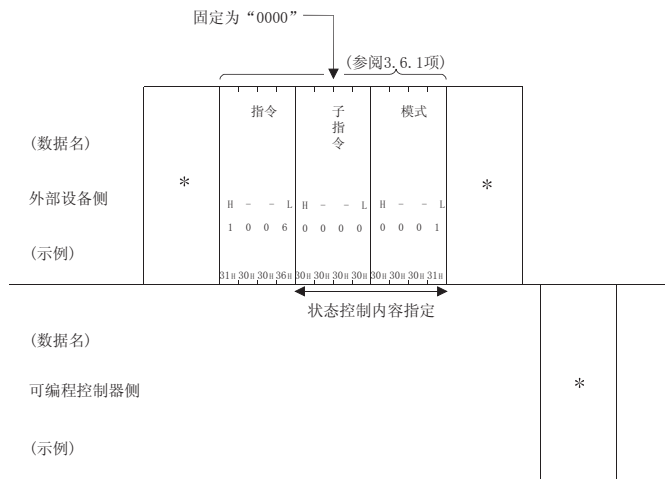 固定为“0000”
(参阅3.6.1项)
指令 子指令 模式
(数据名)
* *
外部设备侧
H - - L H - - L H - - L
1 0 0 6 0 0 0 0 0 0 0 1
(示例)
31H 30H 30H 36H 30H 30H 30H 30H 30H 30H 30H 31H
状态控制内容指定
(数据名)
可编程控制器侧
*
(示例)